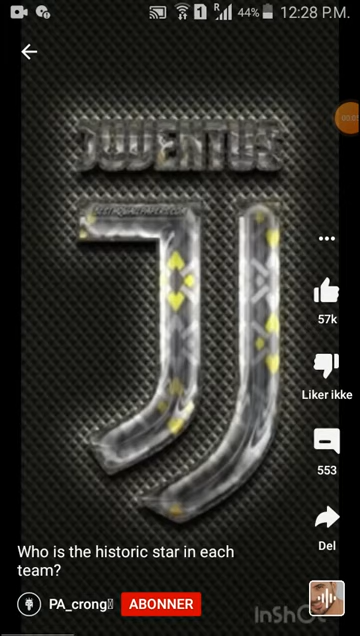 R
1
44%
12:28 P.M.
JUVENTUS
57k
Liker ikke
553
Del
Who is the historic star in each
team?
PA_crong
ABONNER
InShOt